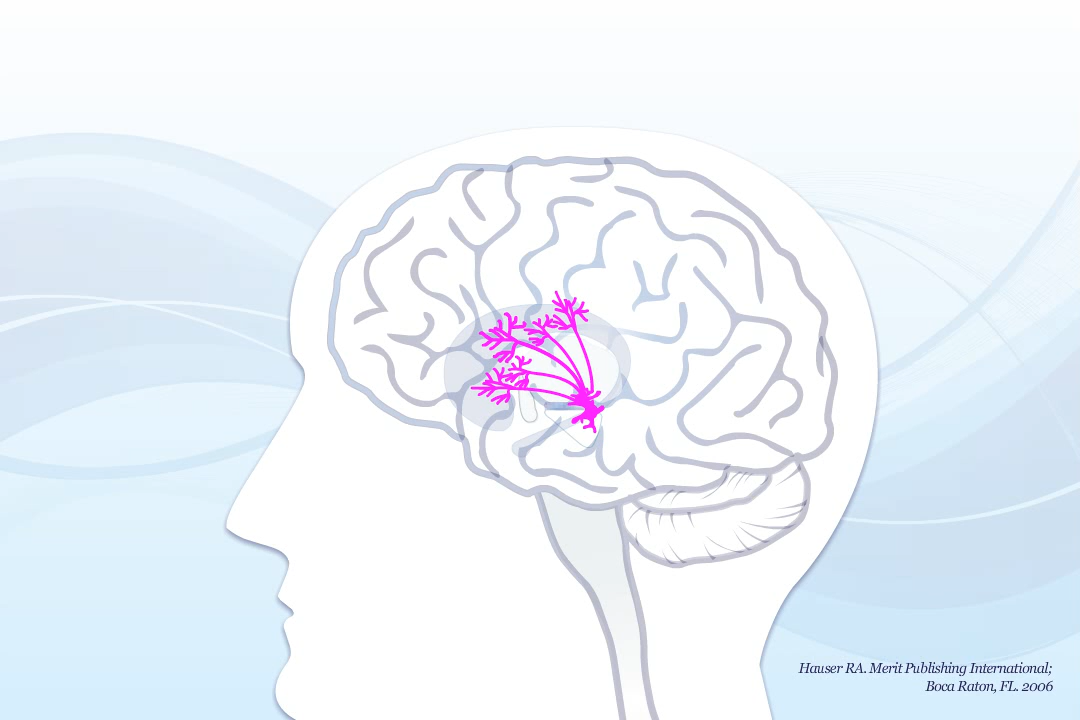 Hauser RA. Merit Publishing International;
Boca Raton, FL. 2006